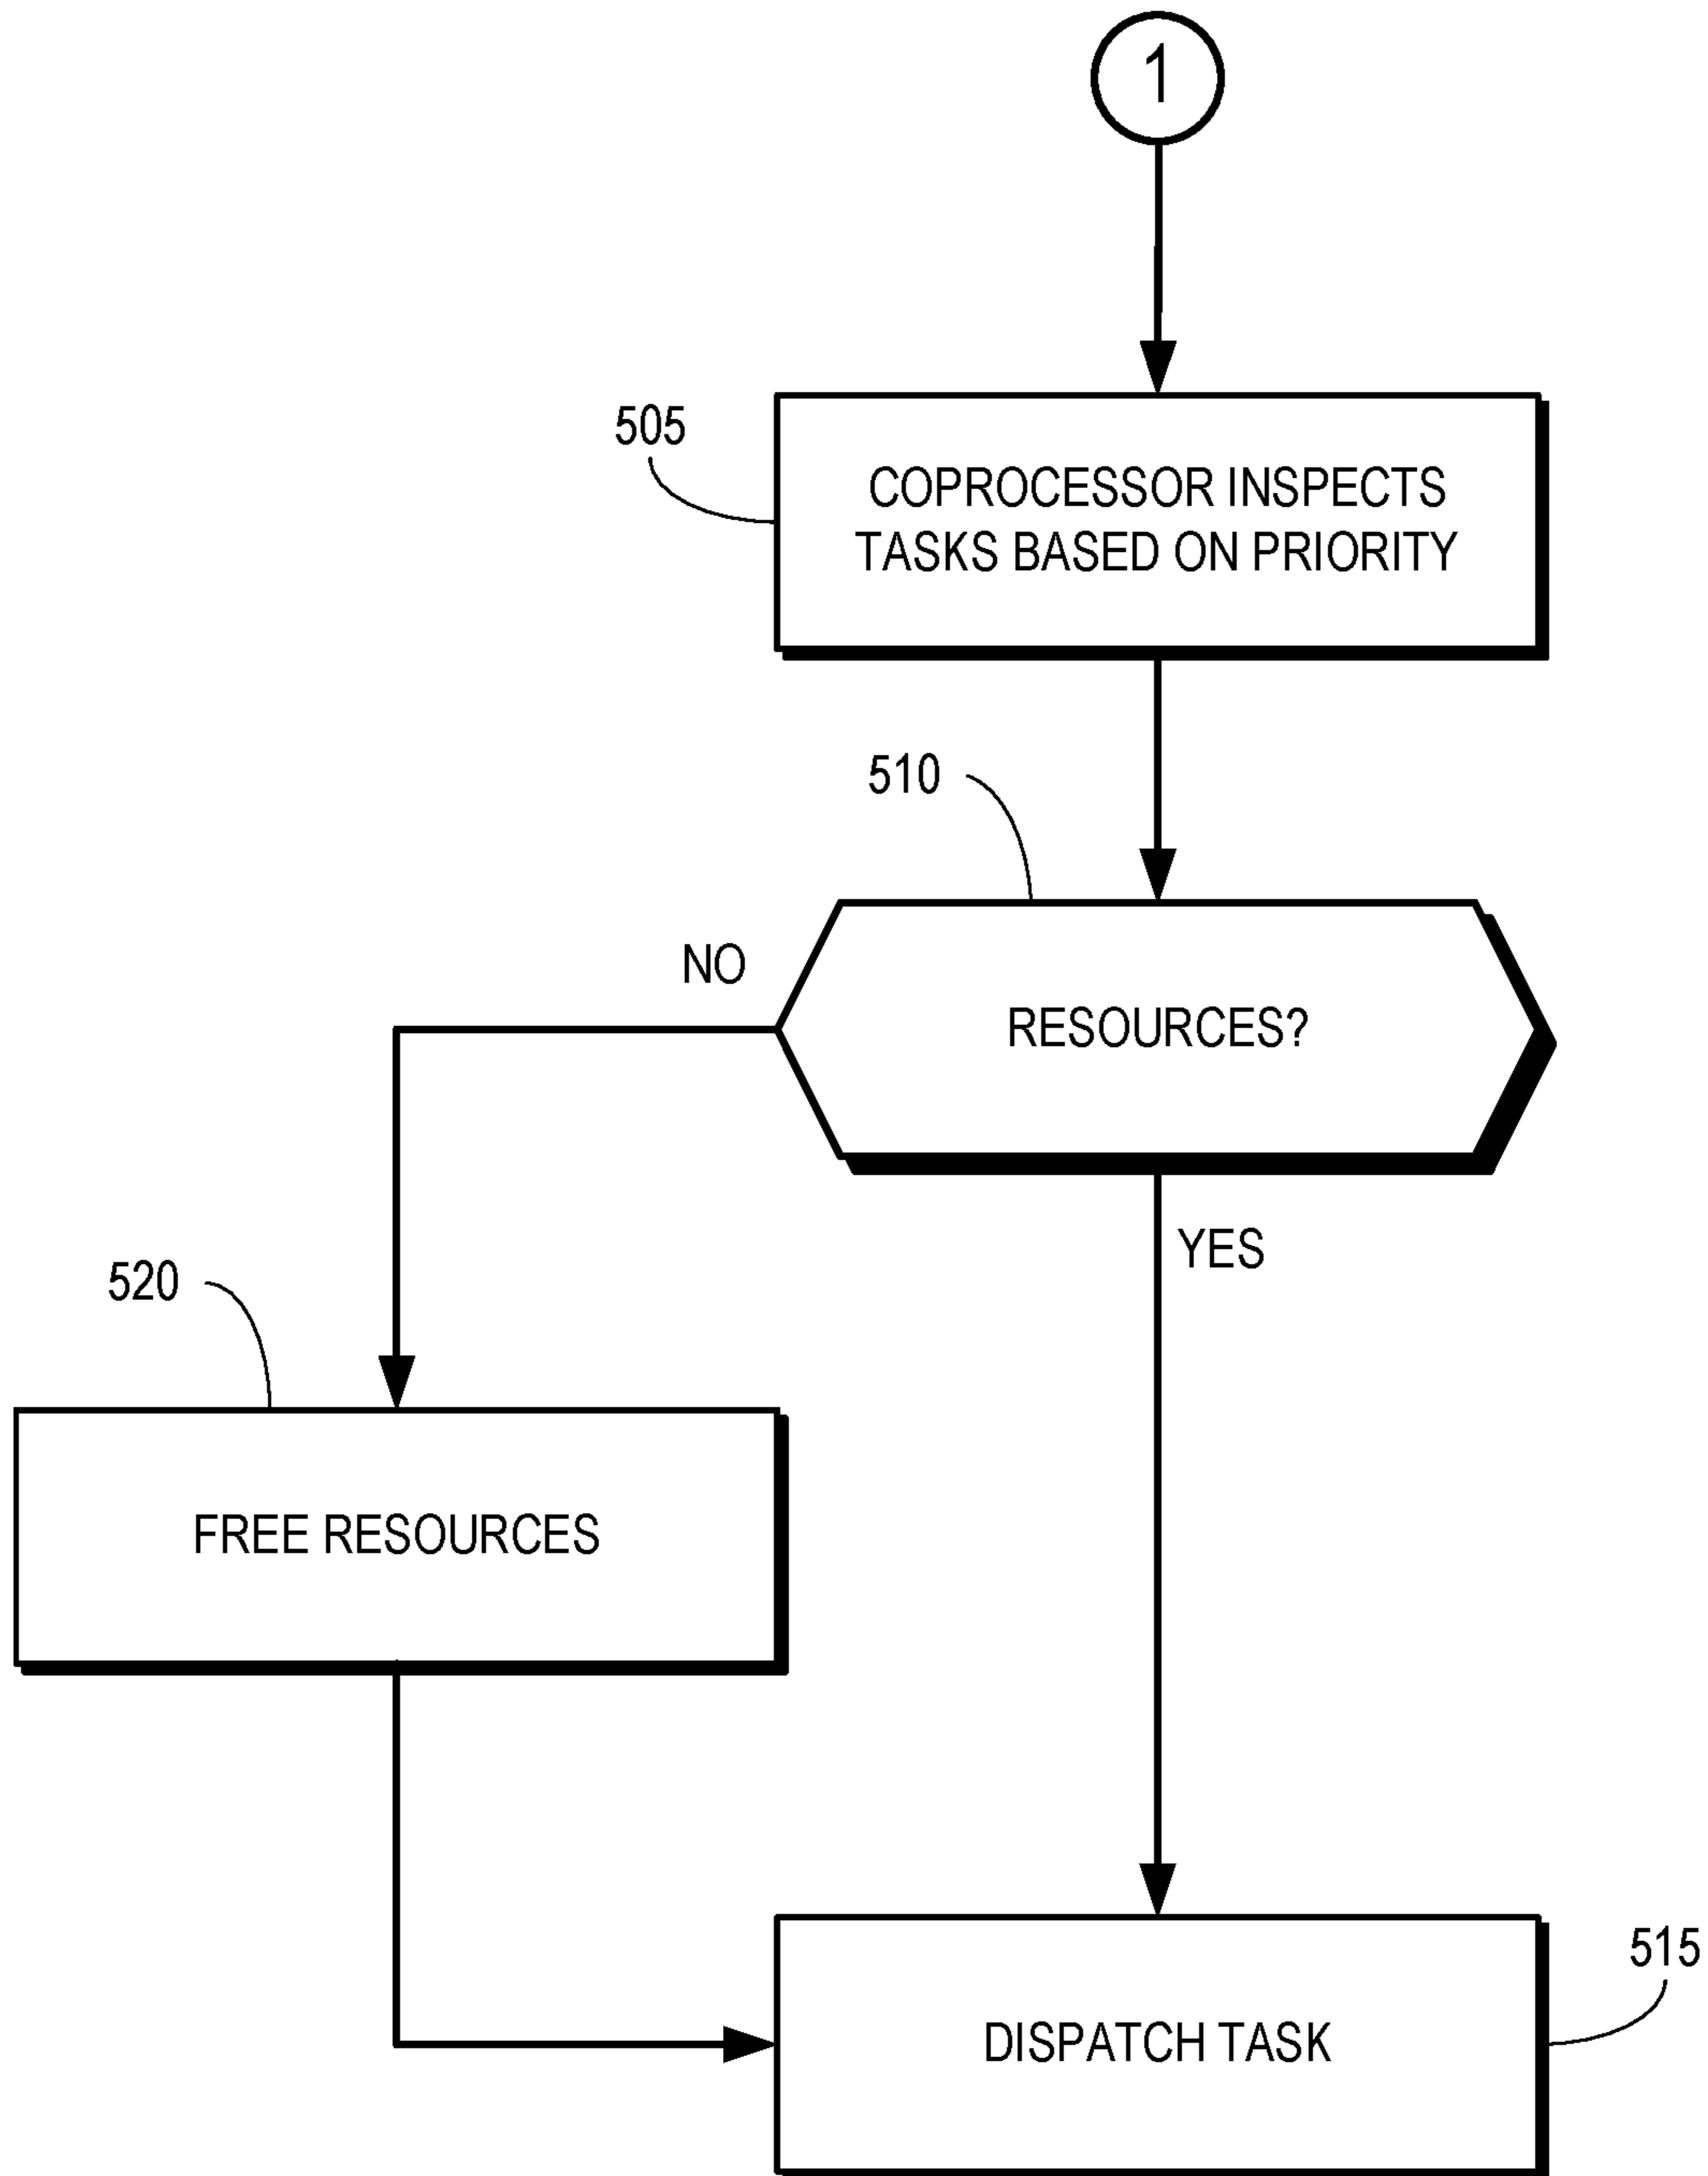 1
505
COPROCESSOR INSPECTS
TASKS BASED ON PRIORITY
510
NO
RESOURCES?
YES
520
FREE RESOURCES
515
DISPATCH TASK